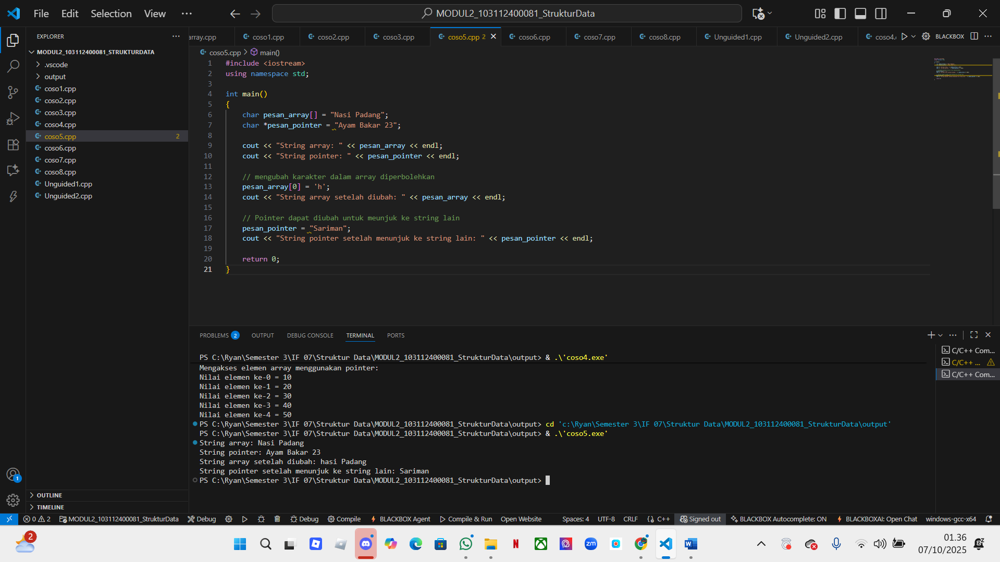 File Edit Selection View ···
MODUL2_103112400081_StrukturData
EXPLORER ···
MODUL2_103112400081_STRUKTURDATA
.vscode
output
coso1.cpp
coso2.cpp
coso3.cpp
coso4.cpp
coso5.cpp 2
coso6.cpp
coso7.cpp
coso8.cpp
Unguided1.cpp
Unguided2.cpp
OUTLINE
TIMELINE
array.cpp coso1.cpp coso2.cpp coso3.cpp coso5.cpp 2 coso6.cpp coso7.cpp coso8.cpp Unguided1.cpp Unguided2.cpp coso4.c BLACKBOX ···
coso5.cpp > main()
1 #include <iostream>
2 using namespace std;
3
4 int main()
5 {
6 char pesan_array[] = "Nasi Padang";
7 char *pesan_pointer = "Ayam Bakar 23";
8
9 cout << "String array: " << pesan_array << endl;
10 cout << "String pointer: " << pesan_pointer << endl;
11
12 // mengubah karakter dalam array diperbolehkan
13 pesan_array[0] = 'h';
14 cout << "String array setelah diubah: " << pesan_array << endl;
15
16 // Pointer dapat diubah untuk meunjuk ke string lain
17 pesan_pointer = "Sariman";
18 cout << "String pointer setelah menunjuk ke string lain: " << pesan_pointer << endl;
19
20 return 0;
21 }
PROBLEMS 2 OUTPUT DEBUG CONSOLE TERMINAL PORTS
PS C:\Ryan\Semester 3\IF 07\Struktur Data\MODUL2_103112400081_StrukturData\output> & .\'coso4.exe'
Mengakses elemen array menggunakan pointer:
Nilai elemen ke-0 = 10
Nilai elemen ke-1 = 20
Nilai elemen ke-2 = 30
Nilai elemen ke-3 = 40
Nilai elemen ke-4 = 50
PS C:\Ryan\Semester 3\IF 07\Struktur Data\MODUL2_103112400081_StrukturData\output> cd 'c:\Ryan\Semester 3\IF 07\Struktur Data\MODUL2_103112400081_StrukturData\output'
PS C:\Ryan\Semester 3\IF 07\Struktur Data\MODUL2_103112400081_StrukturData\output> & .\'coso5.exe'
String array: Nasi Padang
String pointer: Ayam Bakar 23
String array setelah diubah: hasi Padang
String pointer setelah menunjuk ke string lain: Sariman
PS C:\Ryan\Semester 3\IF 07\Struktur Data\MODUL2_103112400081_StrukturData\output>
C/C++ Com...
C/C++ ...
C/C++ Com...
1
0 2 MODUL2_103112400081_StrukturData Debug Debug Compile BLACKBOX Agent Compile & Run Open Website Spaces: 4 UTF-8 CRLF {} C++ Signed out BLACKBOX Autocomplete: ON BLACKBOXAI: Open Chat windows-gcc-x64
2
zm
N
W
01.36
07/10/2025